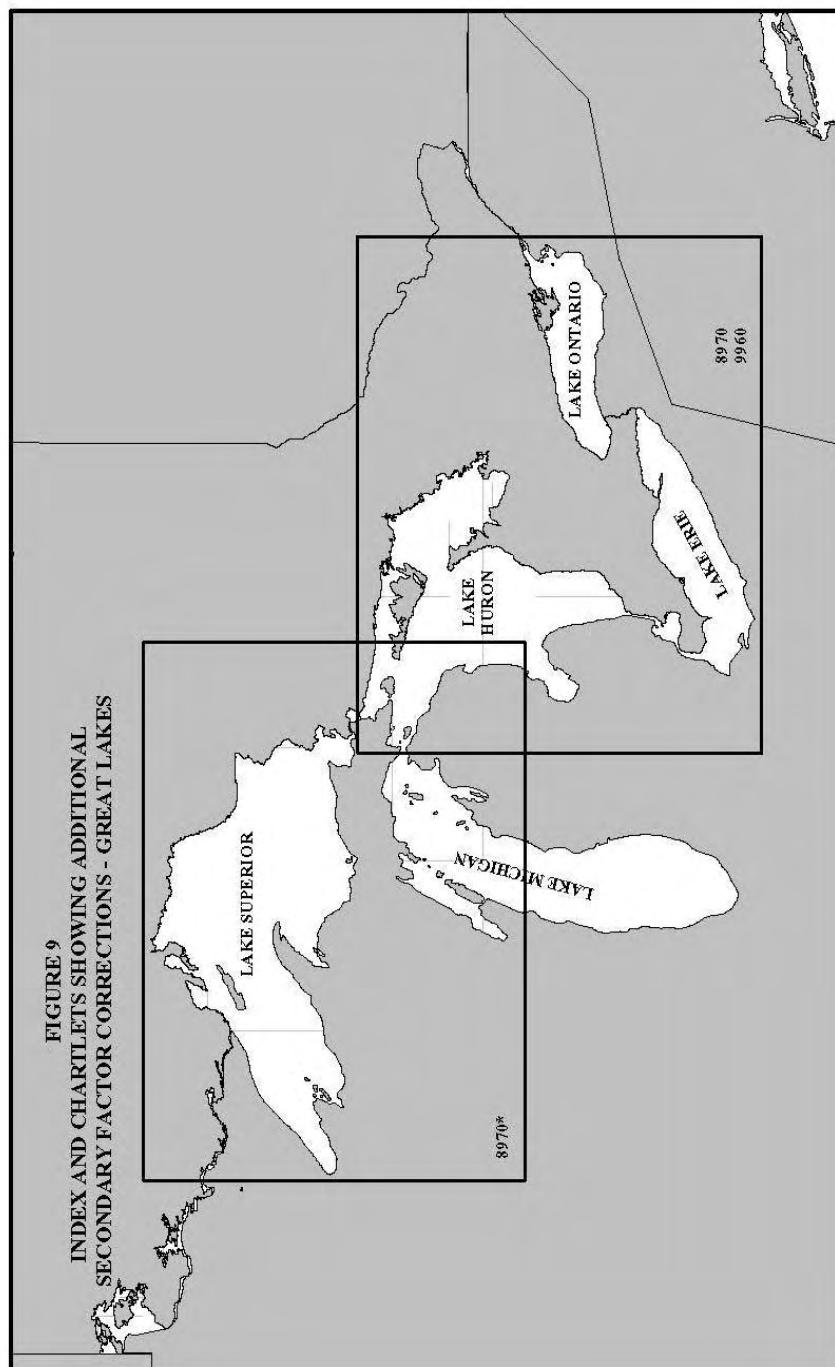 FIGURE 9
INDEX AND CHARTLETS SHOWING ADDITIONAL
SECONDARY FACTOR CORRECTIONS - GREAT LAKES
LAKE SUPERIOR
8970*
LAKE MICHIGAN
LAKE
HURON
LAKE ONTARIO
LAKE ERIE
8970
9960